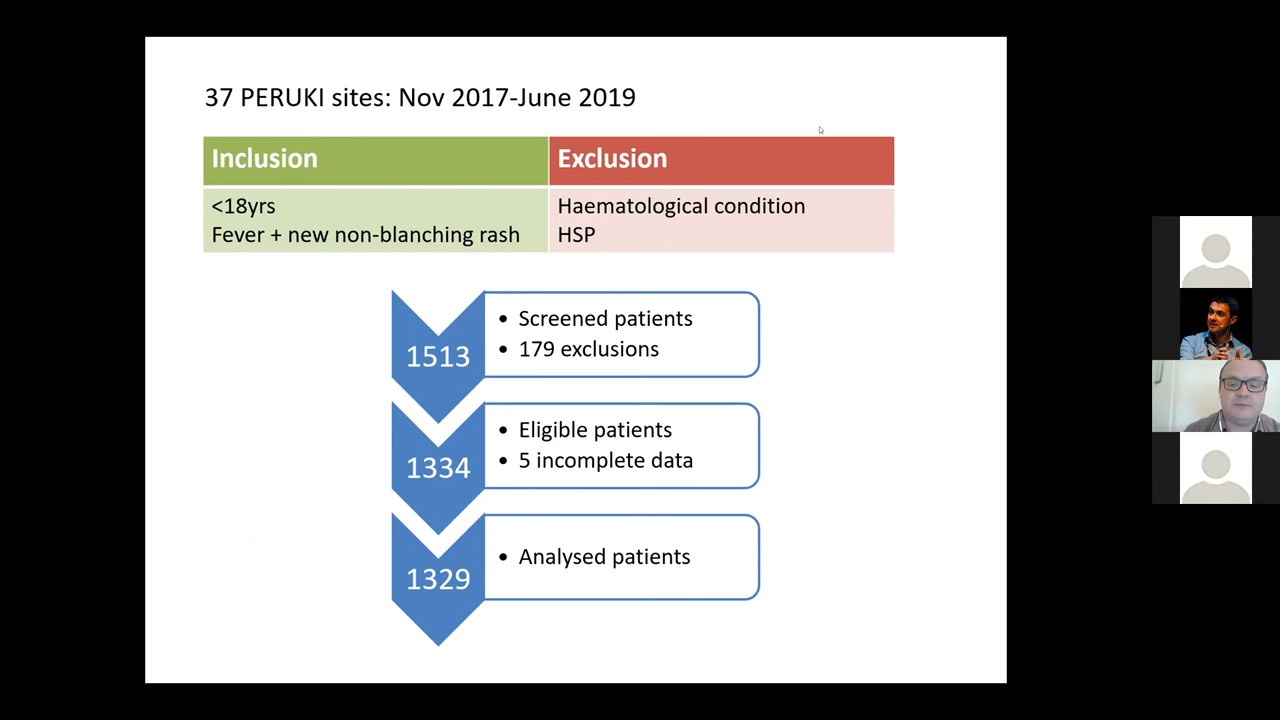 37 PERUKI sites: Nov 2017-June 2019
Inclusion
Exclusion
<18yrs
Fever + new non-blanching rash
Haematological condition
HSP
1513
• Screened patients
• 179 exclusions
1334
• Eligible patients
• 5 incomplete data
1329
• Analysed patients